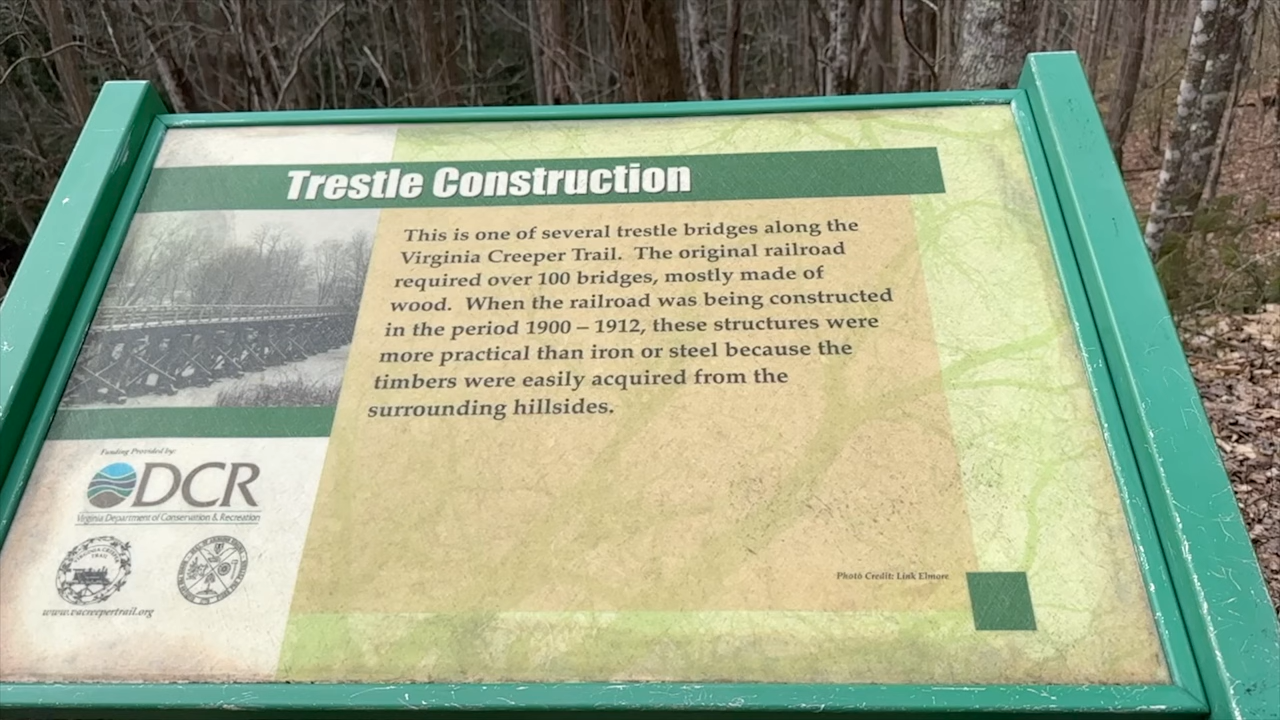 Trestle Construction
This is one of several trestle bridges along the
Virginia Creeper Trail. The original railroad
required over 100 bridges, mostly made of
wood. When the railroad was being constructed
in the period 1900 – 1912, these structures were
more practical than iron or steel because the
timbers were easily acquired from the
surrounding hillsides.
Funding Provided by:
DCR
Virginia Department of Conservation & Recreation
www.vacreepertrail.org
Photo Credit: Link Elmore